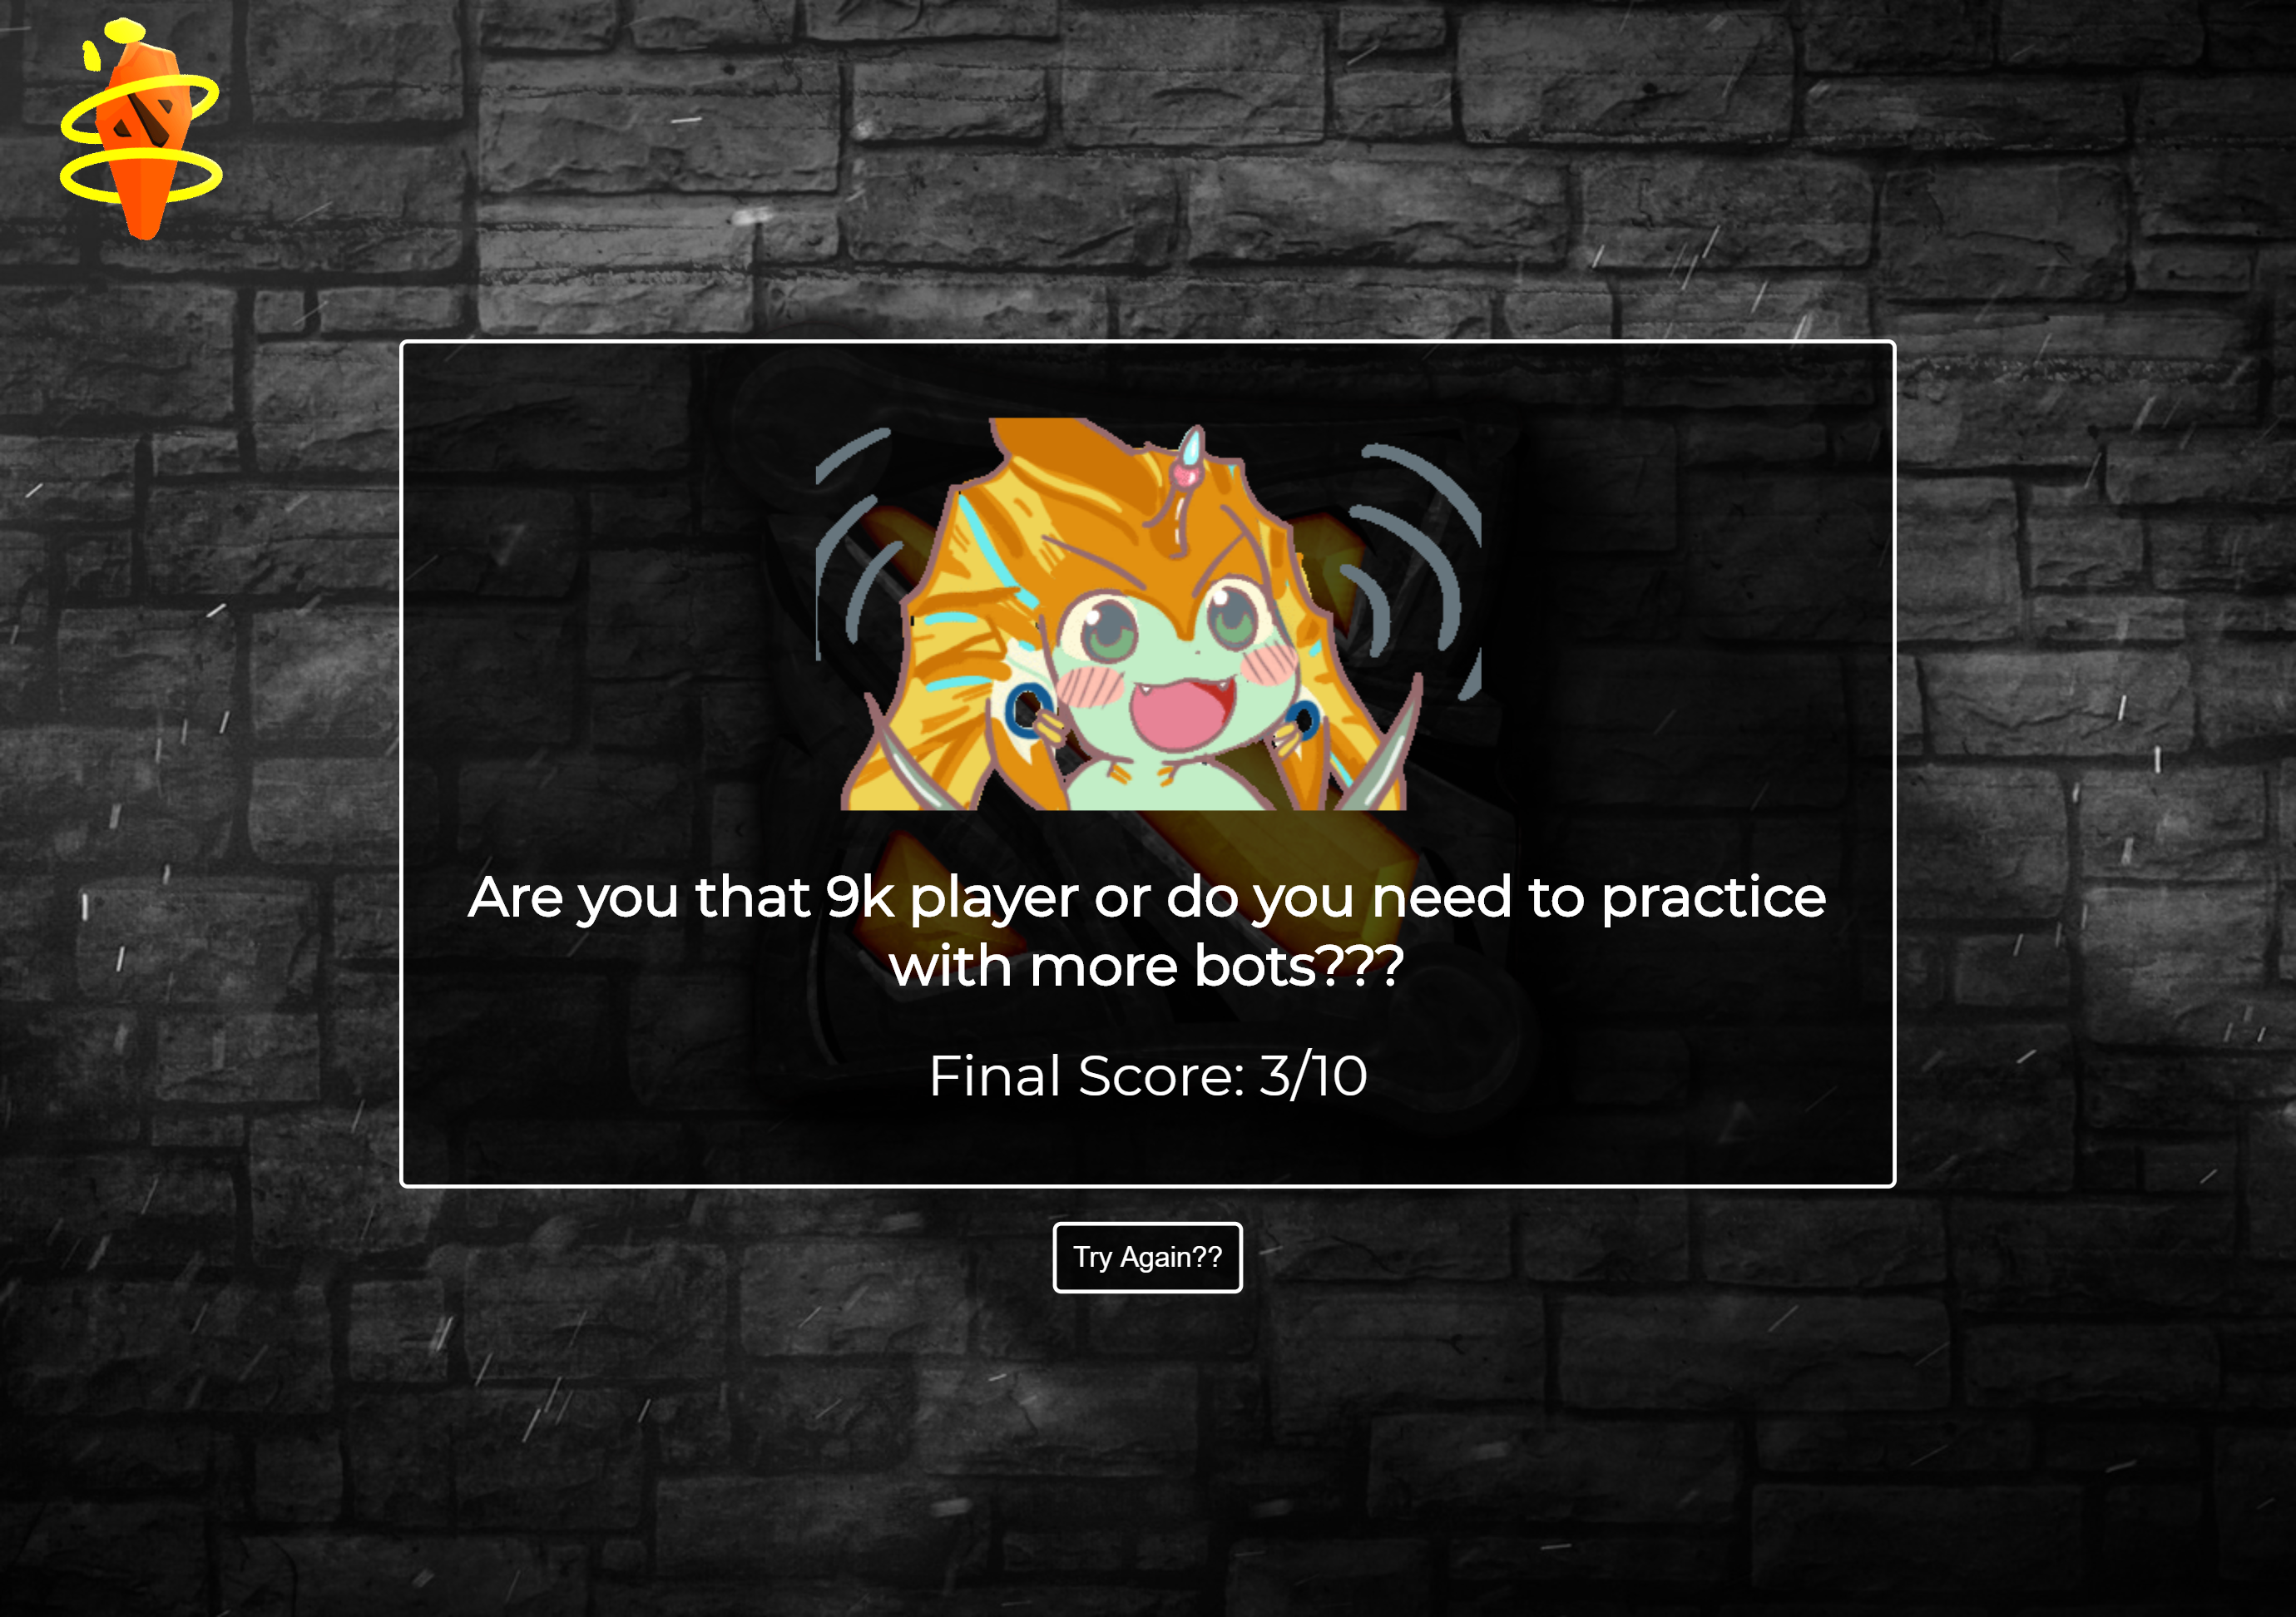 Are you that 9k player or do you need to practice
with more bots???
Final Score: 3/10
Try Again??